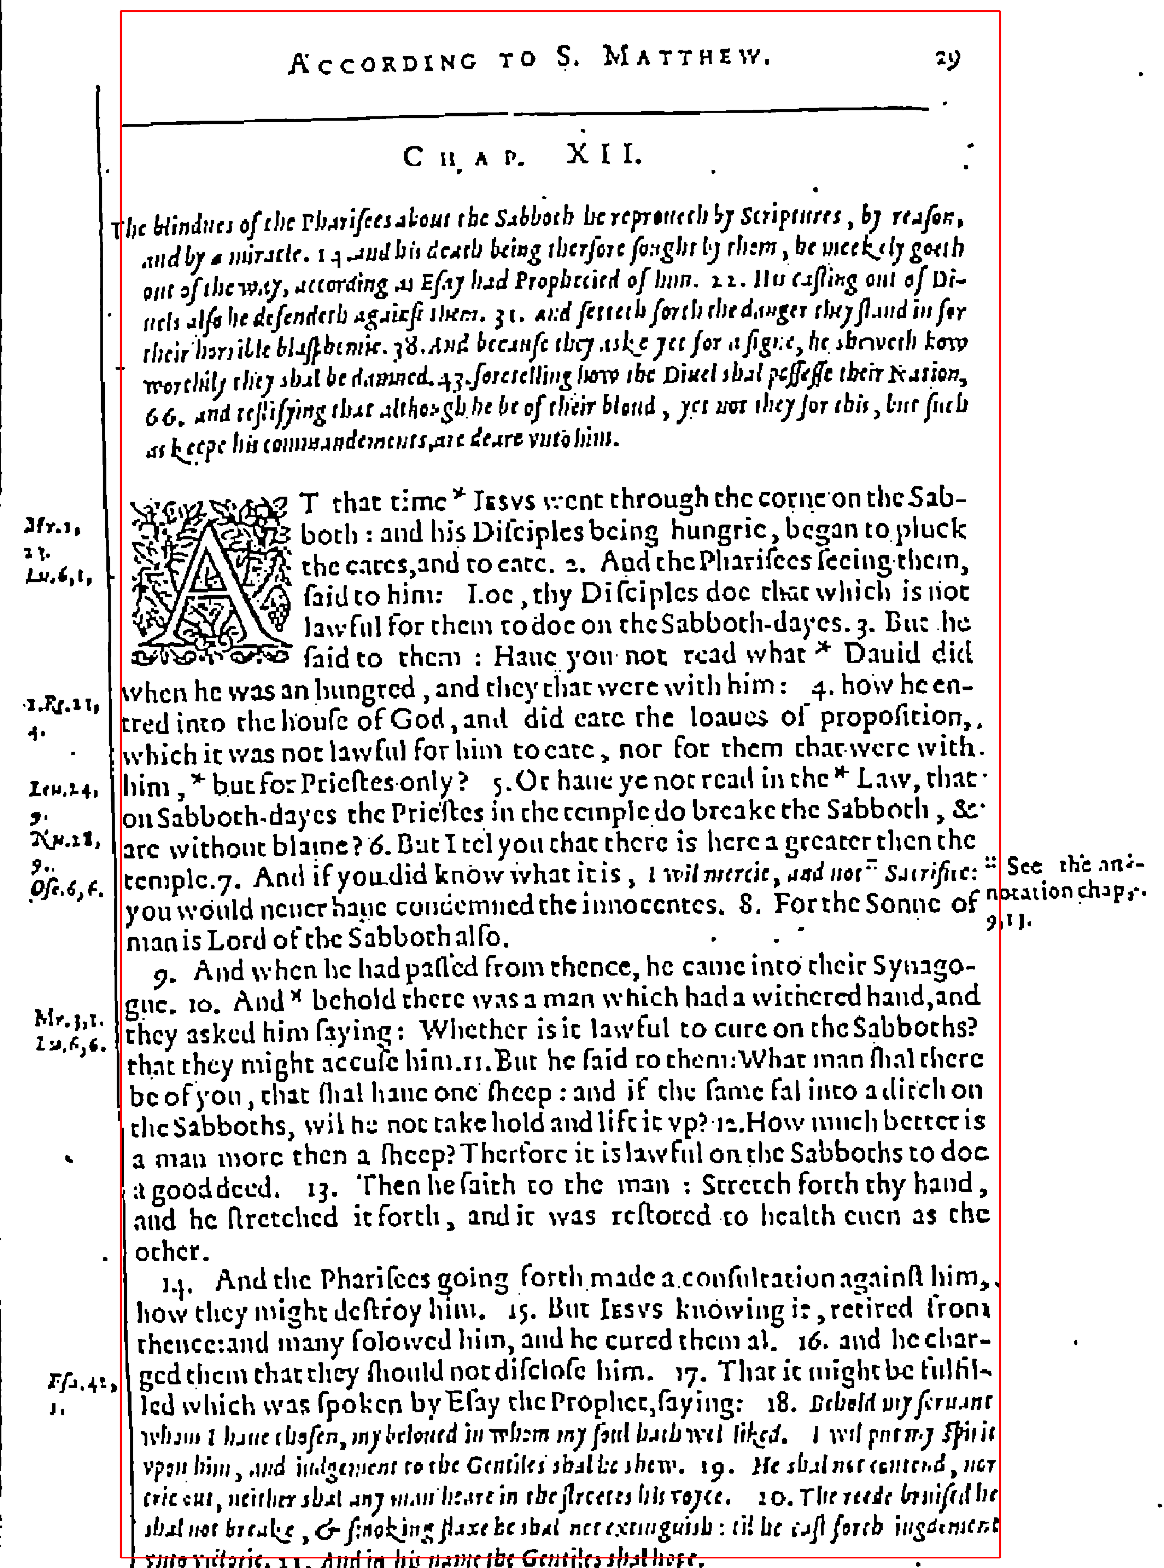 ACCORDING TO S. MATTHEW. 29
CHAP. XII.
The blindnes of the Phariſees about the Sabboth he reproueth by Scriptures, by reaſon,
and by a miracle. 14. and his death being therfore ſought by them, he meekely goeth
out of the way, according as Eſay had Prophecied of him. 22. His caſting out of Di-
uels alſo he defendeth againſt them. 31. and ſetteth forth the danger they ſtand in for
their horrible blaſphemie. 38. And becauſe they aske yet for a ſigne, he sheweth how
worthily they shal be damned. 43. foretelling how the Diuel shal poſſeſſe their Nation,
66. and teſtifying that although he be of their bloud, yet not they for this, but ſuch
as keepe his commandements, are deare vnto him.
AT that time * IESVS went through the corne on the Sab-
both: and his Diſciples being hungrie, began to pluck
the eares, and to eate. 2. And the Phariſees ſeeing them,
ſaid to him: Loe, thy Diſciples doe that which is not
lawful for them to doe on the Sabboth-dayes. 3. But he
ſaid to them: Haue you not read what * Dauid did
when he was an hungred, and they that were with him: 4. how he en-
tred into the houſe of God, and did eate the loaues of propoſition,
which it was not lawful for him to eate, nor for them that were with
him, * but for Prieſtes only? 5. Or haue ye not read in the * Law, that
on Sabboth-dayes the Prieſtes in the temple do breake the Sabboth, &
are without blame? 6. But I tel you that there is here a greater then the
temple. 7. And if you did know what it is, I wil mercie, and not " Sacrifice:
you would neuer haue condemned the innocentes. 8. For the Sonne of
man is Lord of the Sabboth alſo.
9. And when he had paſſed from thence, he came into their Synago-
gue. 10. And * behold there was a man which had a withered hand, and
they asked him ſaying: Whether is it lawful to cure on the Sabboths?
that they might accuſe him. 11. But he ſaid to them: What man ſhal there
be of you, that ſhal haue one ſheep: and if the ſame fal into a ditch on
the Sabboths, wil he not take hold and lift it vp? 12. How much better is
a man more then a ſheep? Therfore it is lawful on the Sabboths to doe
a good deed. 13. Then he ſaith to the man: Stretch forth thy hand,
and he ſtretched it forth, and it was reſtored to health euen as the
other.
14. And the Phariſees going forth made a conſultation againſt him,
how they might deſtroy him. 15. But IESVS knowing it, retired from
thence: and many folowed him, and he cured them al. 16. and he char-
ged them that they ſhould not diſcloſe him. 17. That it might be fulfil-
led which was ſpoken by Eſay the Prophet, ſaying: 18. Behold my ſeruant
whom I haue choſen, my beloued in whom my ſoul hath wel liked. I wil put my Spirit
vpon him, and iudgement to the Gentiles shal he shew. 19. He shal not contend, nor
crie out, neither shal any man heare in the ſtreetes his voyce. 20. The reede bruiſed he
shal not breake, & ſmoking flaxe he shal not extinguish: til he caſt forth iugdement
vnto victorie. 21. And in his name the Gentiles shal hope.
Mr. 2,
23.
Lu. 6, 1,
1. Rg. 21,
4.
Leu. 24,
9.
Nu. 28,
9.
Oſe. 6, 6.
" See the an-
notation chap.
9, 13.
Mr. 3, 1.
Lu. 6, 6.
Eſa. 42,
1.